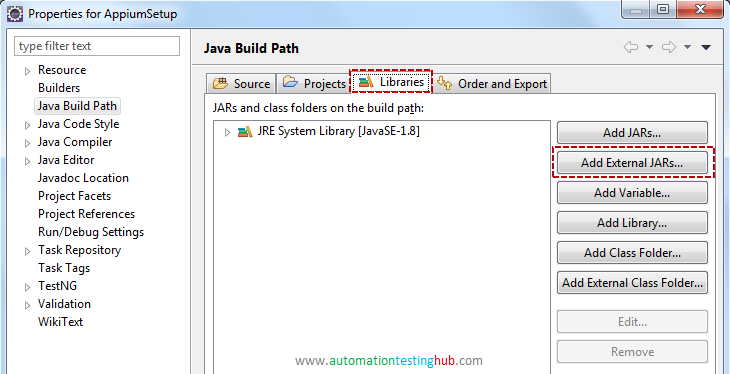 Properties for AppiumSetup
type filter text
Resource
Builders
Java Build Path
Java Code Style
Java Compiler
Java Editor
Javadoc Location
Project Facets
Project References
Run/Debug Settings
Task Repository
Task Tags
TestNG
Validation
WikiText
Java Build Path
Source Projects Libraries Order and Export
JARs and class folders on the build path:
JRE System Library [JavaSE-1.8]
Add JARs...
Add External JARs...
Add Variable...
Add Library...
Add Class Folder...
Add External Class Folder...
Edit...
Remove
www.automationtestinghub.com